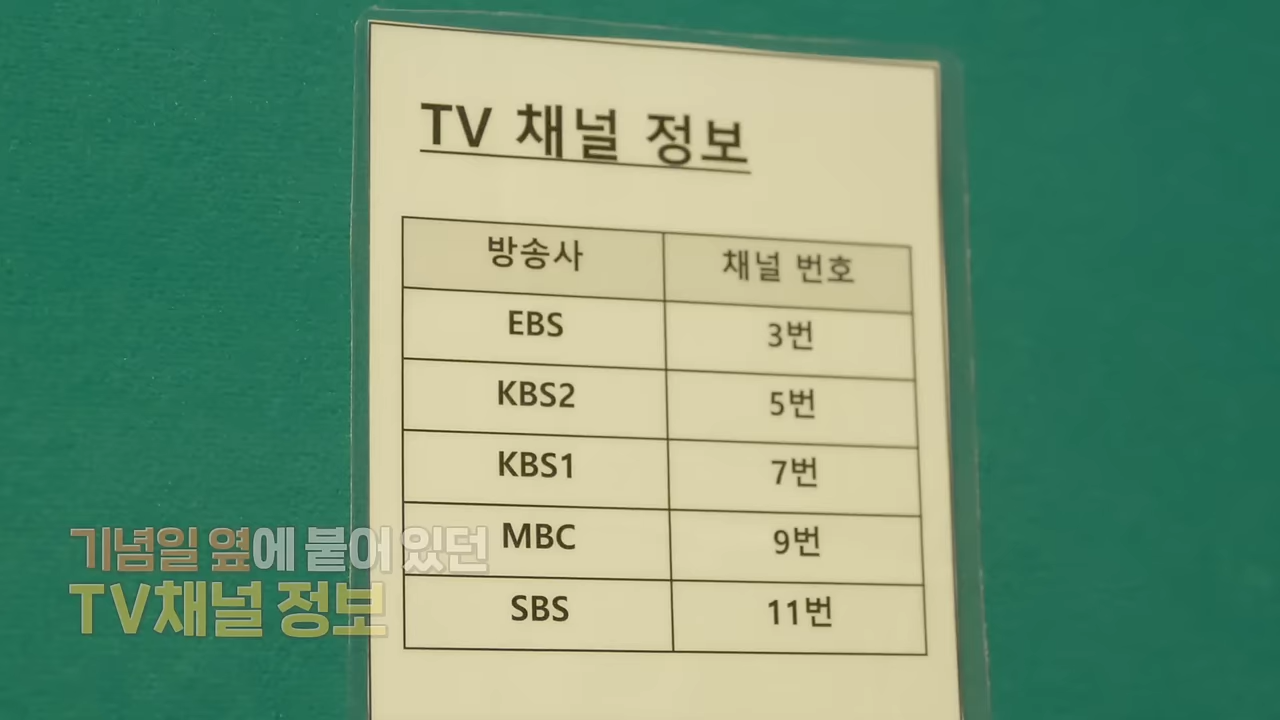 TV 채널 정보
방송사 채널 번호
EBS 3번
KBS2 5번
KBS1 7번
MBC 9번
SBS 11번
기념일 옆에 붙어 있던
TV채널 정보